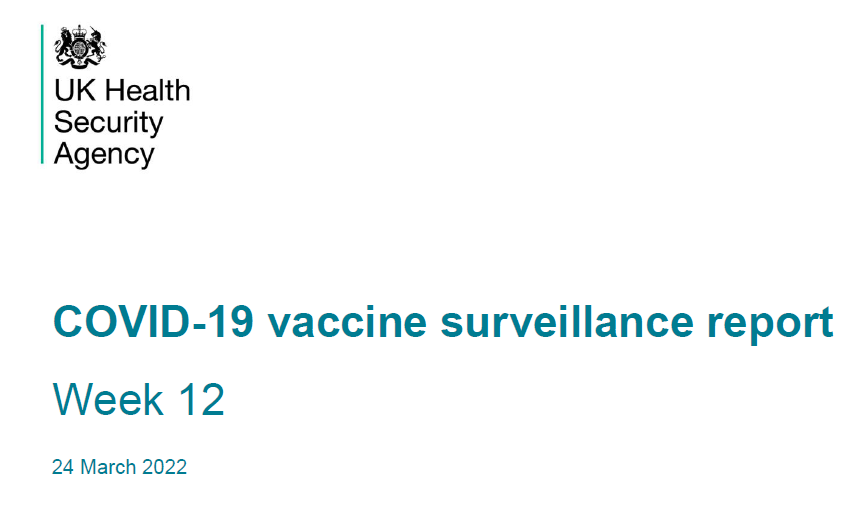 UK Health
Security
Agency
COVID-19 vaccine surveillance report
Week 12
24 March 2022